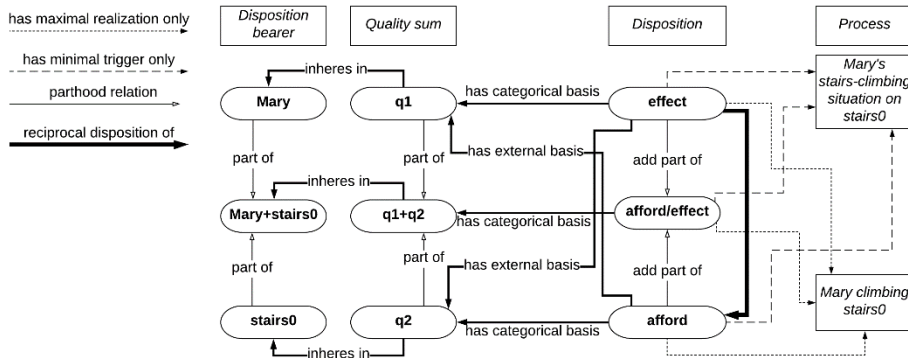 has maximal realization only
has minimal trigger only
parthood relation
reciprocal disposition of
Disposition
bearer
Quality sum
Disposition
Process
inheres in
Mary
q1
has categorical basis
effect
Mary's
stairs-climbing
situation on
stairs0
has external basis
part of
part of
add part of
inheres in
Mary+stairs0
q1+q2
has categorical basis
afford/effect
part of
part of
has external basis
add part of
stairs0
q2
has categorical basis
afford
Mary climbing
stairs0
inheres in